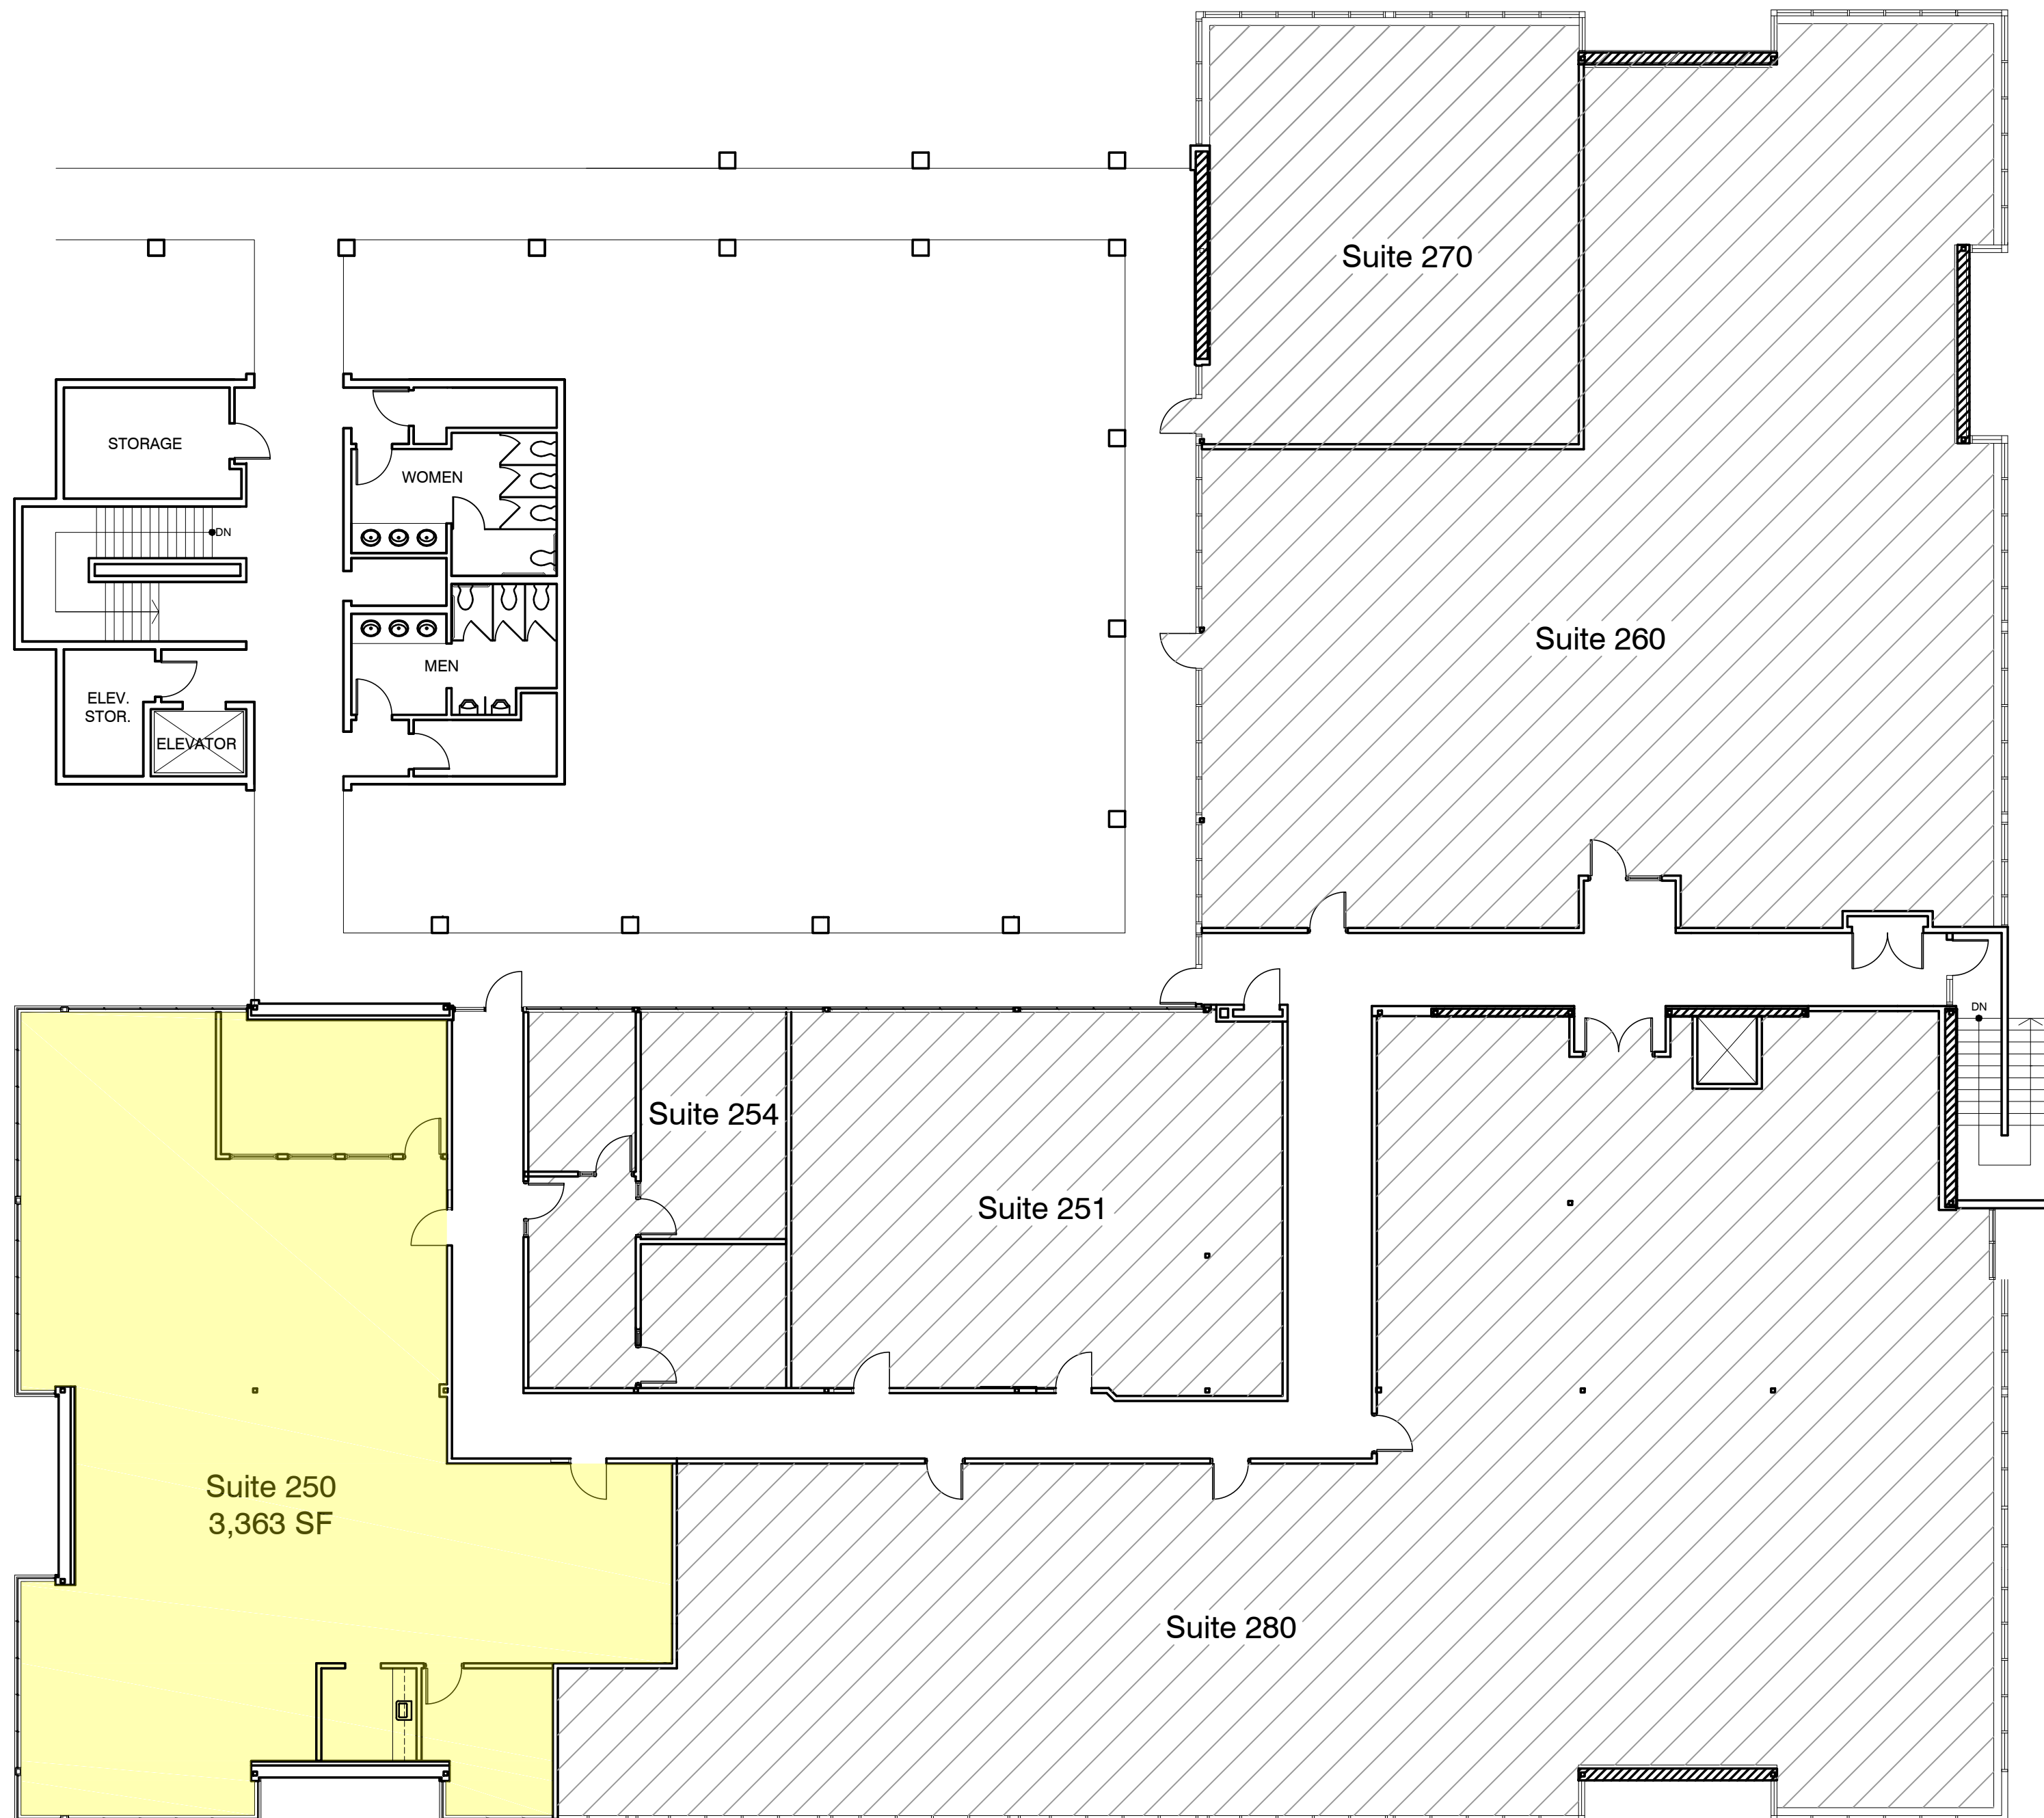 Suite 270
STORAGE
WOMEN
DN
Suite 260
MEN
ELEV.
STOR.
ELEVATOR
DN
Suite 254
Suite 251
Suite 250
3,363 SF
Suite 280